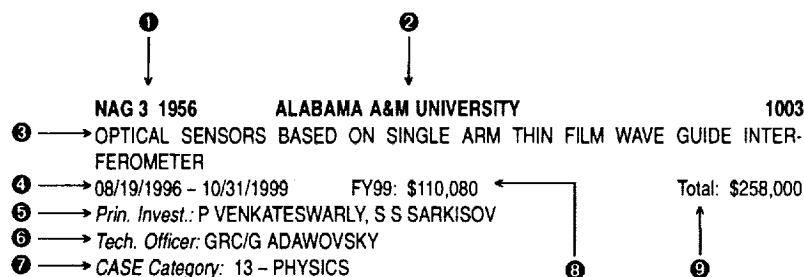 ❶ ❷
NAG 3 1956 ALABAMA A&M UNIVERSITY 1003
❸ OPTICAL SENSORS BASED ON SINGLE ARM THIN FILM WAVE GUIDE INTER-
FEROMETER
❹ 08/19/1996 – 10/31/1999 FY99: $110,080 Total: $258,000
❺ Prin. Invest.: P VENKATESWARLY, S S SARKISOV
❻ Tech. Officer: GRC/G ADAWOVSKY
❼ CASE Category: 13 – PHYSICS ❽ ❾